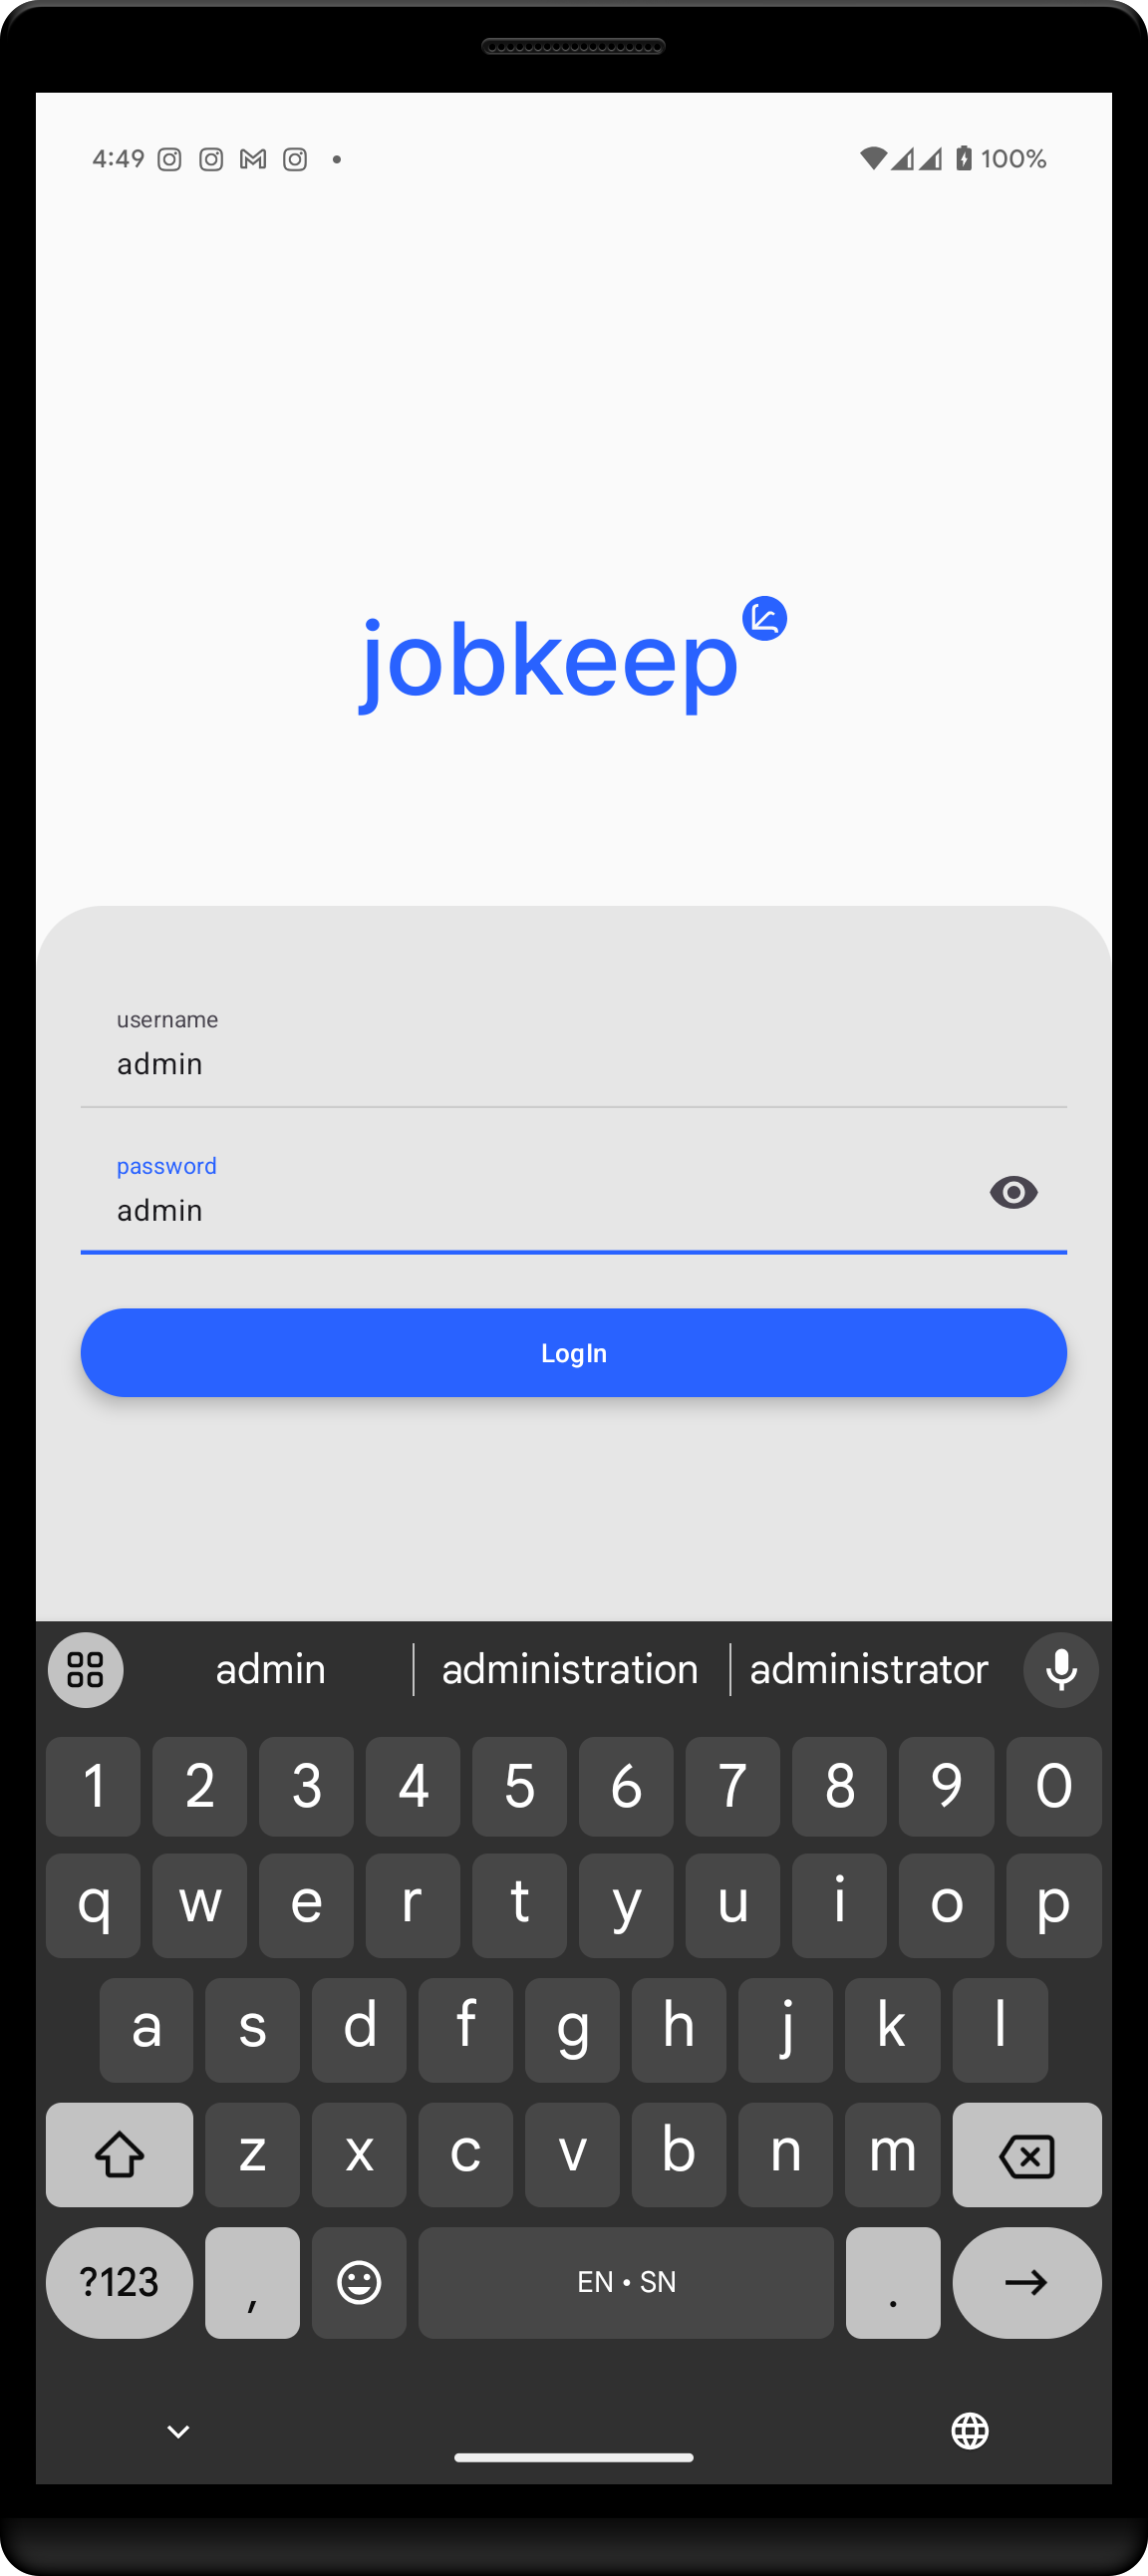 4:49 100%
jobkeep
username
admin
password
admin
LogIn
admin administration administrator
1 2 3 4 5 6 7 8 9 0
q w e r t y u i o p
a s d f g h j k l
z x c v b n m
?123 , EN • SN .